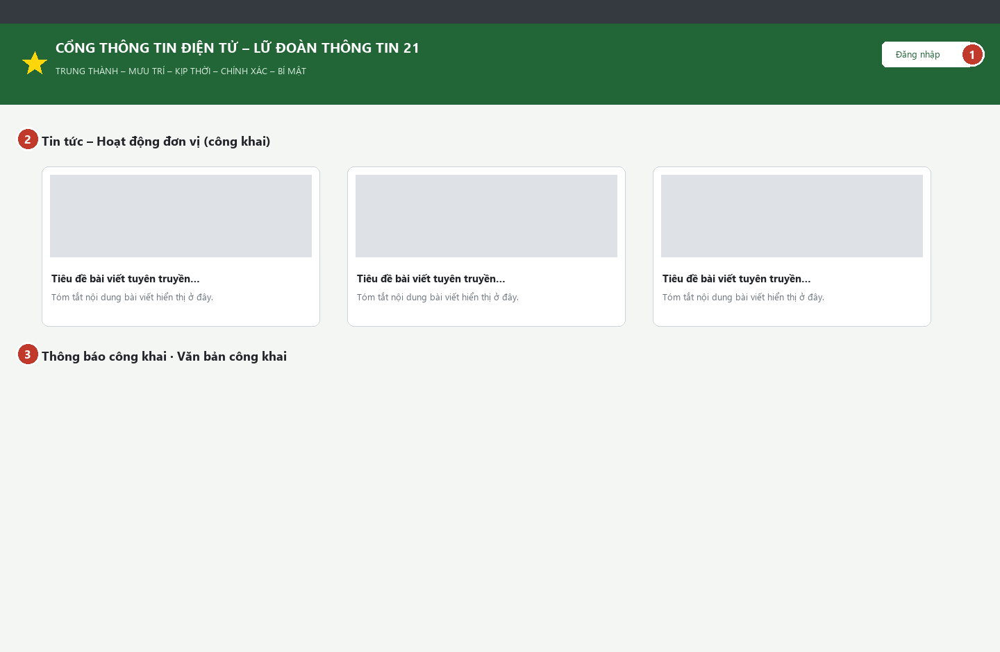 CỔNG THÔNG TIN ĐIỆN TỬ – LỮ ĐOÀN THÔNG TIN 21
TRUNG THÀNH – MƯU TRÍ – KỊP THỜI – CHÍNH XÁC – BÍ MẬT
Đăng nhập 1
2 Tin tức – Hoạt động đơn vị (công khai)
Tiêu đề bài viết tuyên truyền...
Tóm tắt nội dung bài viết hiển thị ở đây.
Tiêu đề bài viết tuyên truyền...
Tóm tắt nội dung bài viết hiển thị ở đây.
Tiêu đề bài viết tuyên truyền...
Tóm tắt nội dung bài viết hiển thị ở đây.
3 Thông báo công khai · Văn bản công khai